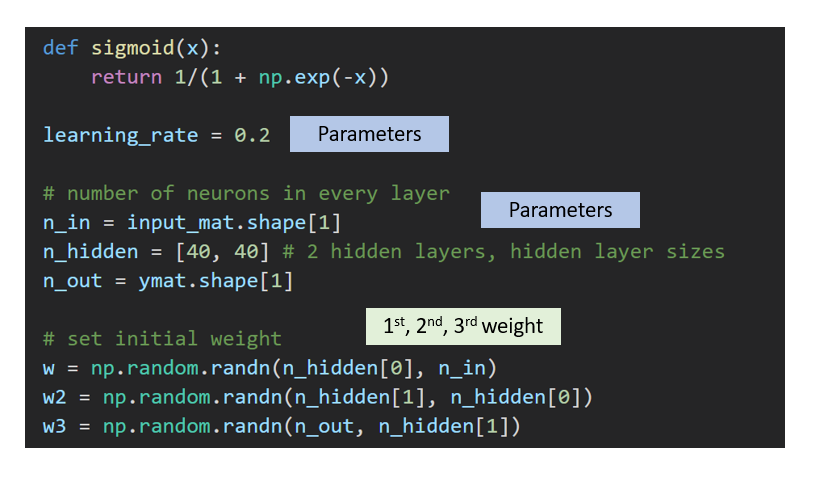 def sigmoid(x):
    return 1/(1 + np.exp(-x))
learning_rate = 0.2 Parameters
# number of neurons in every layer
Parameters
n_in = input_mat.shape[1]
n_hidden = [40, 40] # 2 hidden layers, hidden layer sizes
n_out = ymat.shape[1]
1st, 2nd, 3rd weight
# set initial weight
w = np.random.randn(n_hidden[0], n_in)
w2 = np.random.randn(n_hidden[1], n_hidden[0])
w3 = np.random.randn(n_out, n_hidden[1])